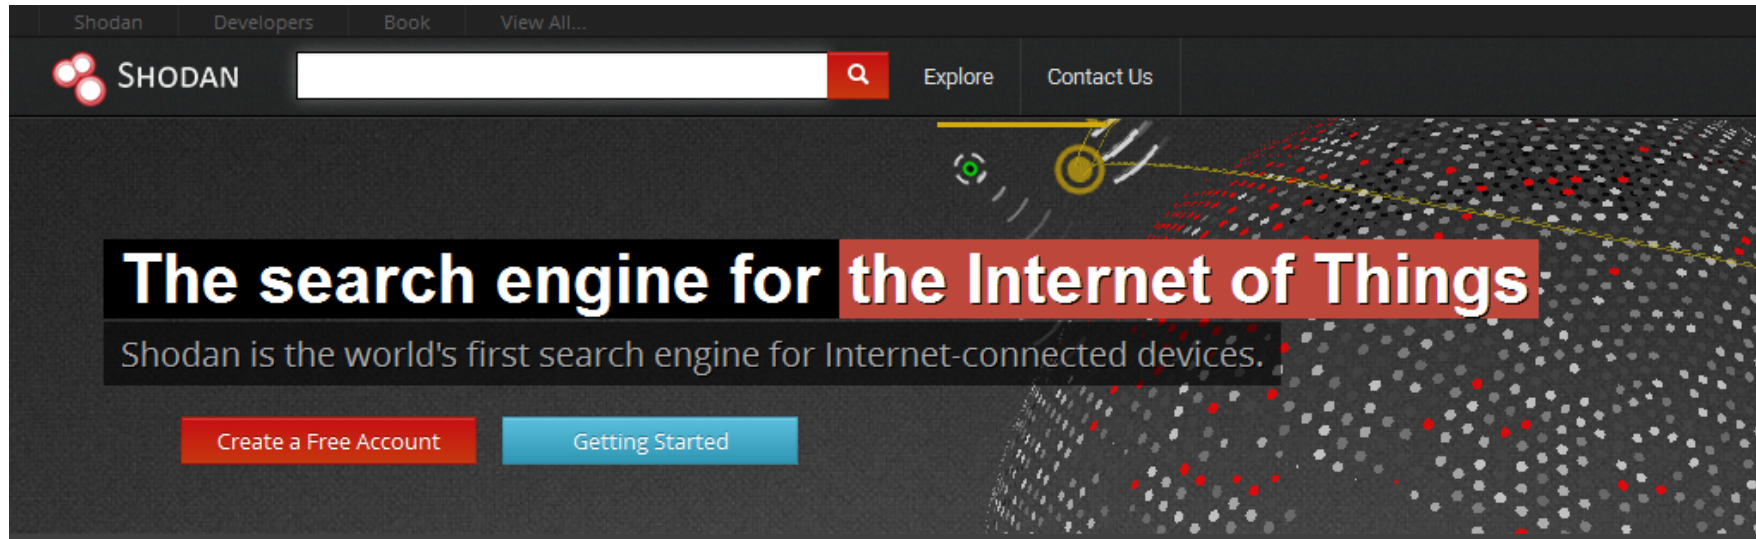 Shodan Developers Book View All...
SHODAN Explore Contact Us
The search engine for the Internet of Things
Shodan is the world's first search engine for Internet-connected devices.
Create a Free Account Getting Started